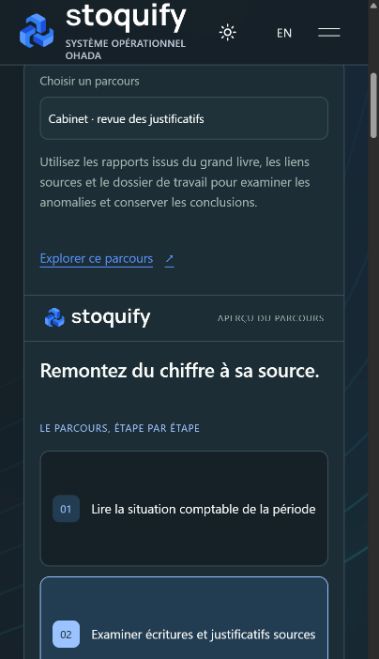 stoquify
SYSTÈME OPÉRATIONNEL
OHADA
EN
Choisir un parcours
Cabinet · revue des justificatifs
Utilisez les rapports issus du grand livre, les liens
sources et le dossier de travail pour examiner les
anomalies et conserver les conclusions.
Explorer ce parcours ↗
stoquify
APERÇU DU PARCOURS
Remontez du chiffre à sa source.
LE PARCOURS, ÉTAPE PAR ÉTAPE
01 Lire la situation comptable de la période
02 Examiner écritures et justificatifs sources